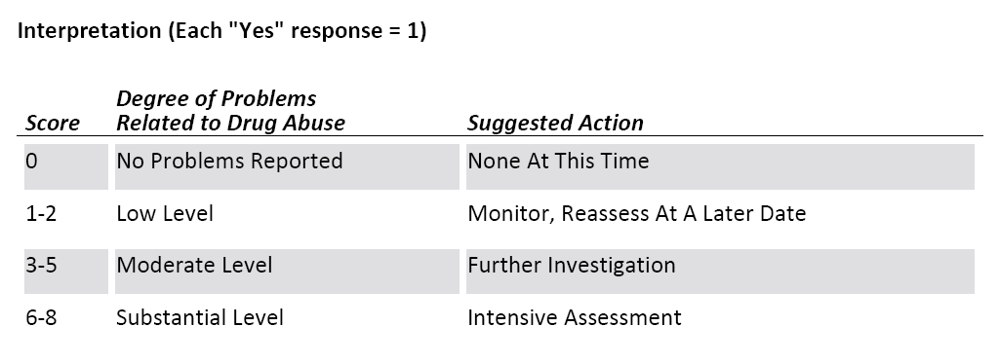 Interpretation (Each "Yes" response = 1)
Degree of Problems
Score Related to Drug Abuse Suggested Action
0 No Problems Reported None At This Time
1-2 Low Level Monitor, Reassess At A Later Date
3-5 Moderate Level Further Investigation
6-8 Substantial Level Intensive Assessment